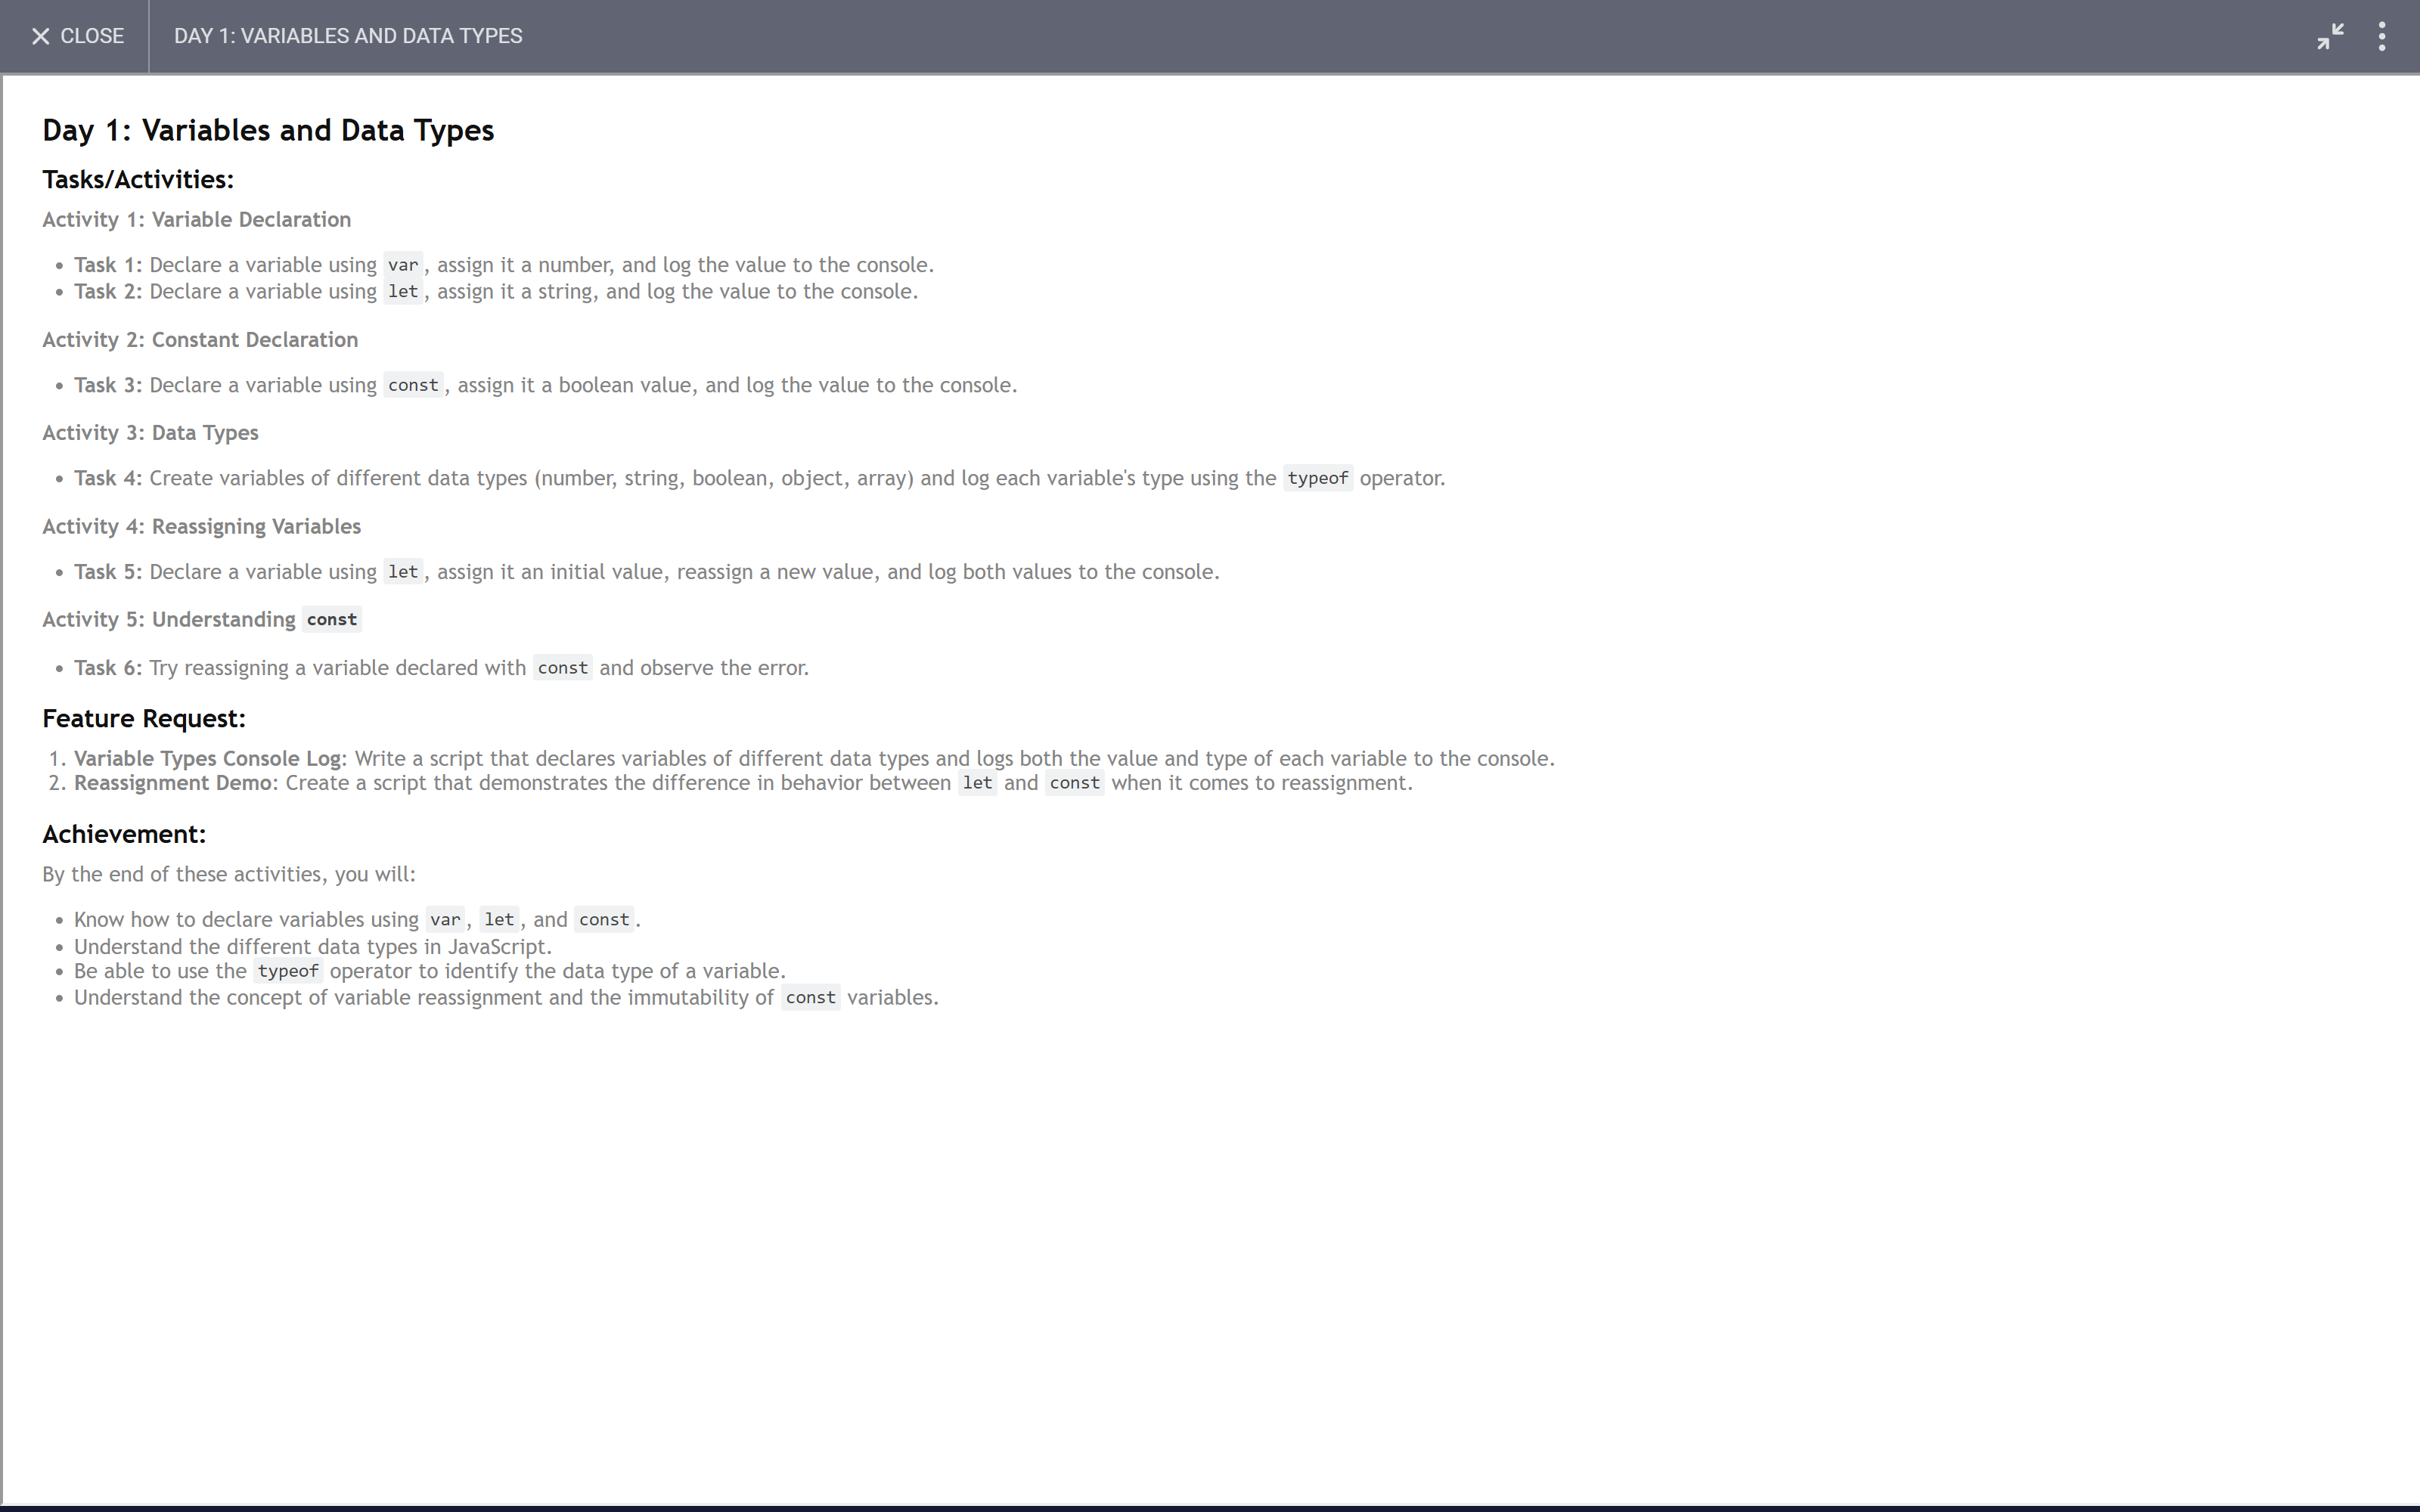 CLOSE
DAY 1: VARIABLES AND DATA TYPES
Day 1: Variables and Data Types
Tasks/Activities:
Activity 1: Variable Declaration
• Task 1: Declare a variable using var, assign it a number, and log the value to the console.
• Task 2: Declare a variable using let, assign it a string, and log the value to the console.
Activity 2: Constant Declaration
• Task 3: Declare a variable using const, assign it a boolean value, and log the value to the console.
Activity 3: Data Types
• Task 4: Create variables of different data types (number, string, boolean, object, array) and log each variable's type using the typeof operator.
Activity 4: Reassigning Variables
• Task 5: Declare a variable using let, assign it an initial value, reassign a new value, and log both values to the console.
Activity 5: Understanding const
• Task 6: Try reassigning a variable declared with const and observe the error.
Feature Request:
1. Variable Types Console Log: Write a script that declares variables of different data types and logs both the value and type of each variable to the console.
2. Reassignment Demo: Create a script that demonstrates the difference in behavior between let and const when it comes to reassignment.
Achievement:
By the end of these activities, you will:
• Know how to declare variables using var, let, and const.
• Understand the different data types in JavaScript.
• Be able to use the typeof operator to identify the data type of a variable.
• Understand the concept of variable reassignment and the immutability of const variables.